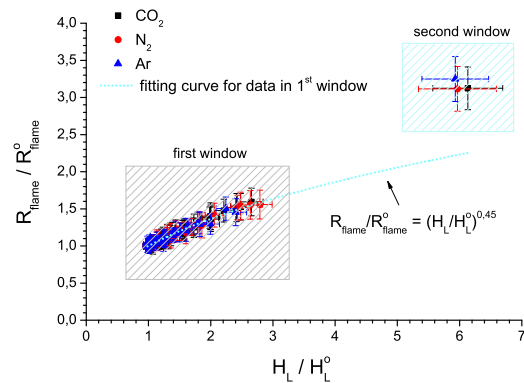 CO2
N2
Ar
fitting curve for data in 1st window
second window
first window
Rflame/R°flame = (HL/H°L)^0,45
Rflame / R°flame
4,0
3,5
3,0
2,5
2,0
1,5
1,0
0,5
0,0
0 1 2 3 4 5 6 7
HL / H°L